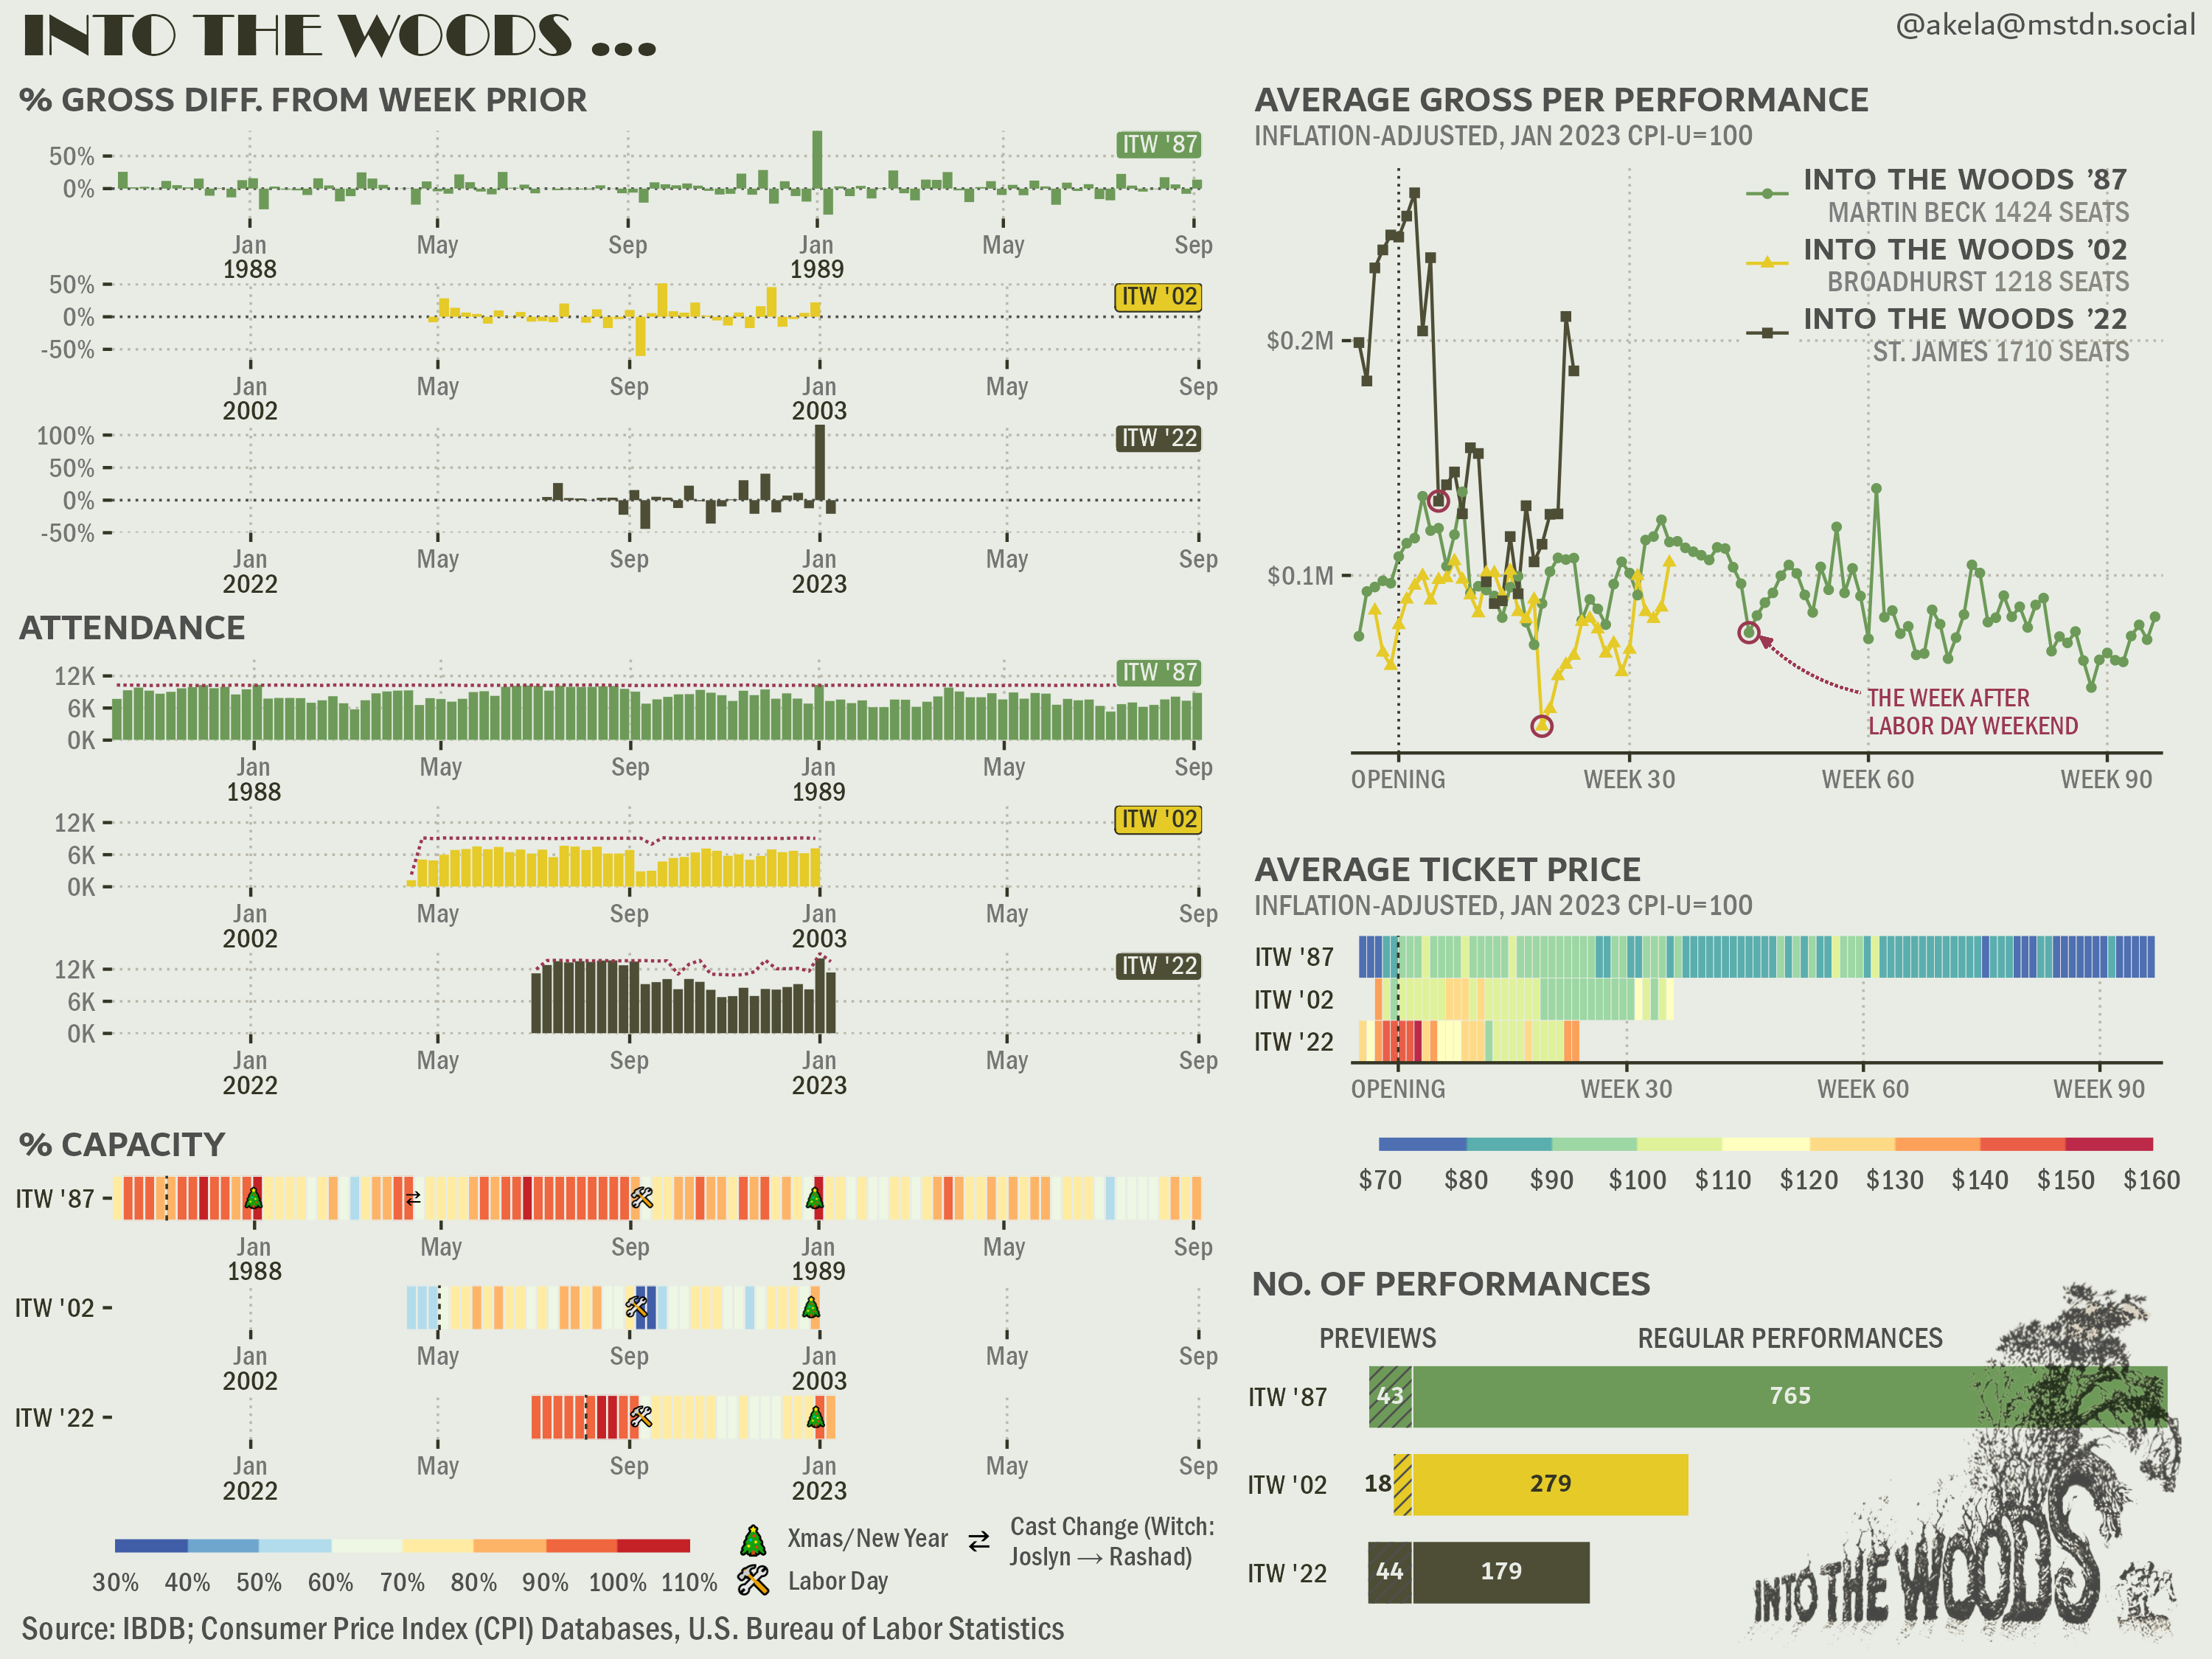 INTO THE WOODS ...
@akela@mstdn.social
% GROSS DIFF. FROM WEEK PRIOR
ITW '87
50%
0%
Jan
May
Sep
Jan
May
Sep
1988
1989
ITW '02
50%
0%
-50%
Jan
May
Sep
Jan
May
Sep
2002
2003
ITW '22
100%
50%
0%
-50%
Jan
May
Sep
Jan
May
Sep
2022
2023
ATTENDANCE
ITW '87
12K
6K
0K
Jan
May
Sep
Jan
May
Sep
1988
1989
ITW '02
12K
6K
0K
Jan
May
Sep
Jan
May
Sep
2002
2003
ITW '22
12K
6K
0K
Jan
May
Sep
Jan
May
Sep
2022
2023
% CAPACITY
ITW '87
Jan
May
Sep
Jan
May
Sep
1988
1989
ITW '02
Jan
May
Sep
Jan
May
Sep
2002
2003
ITW '22
Jan
May
Sep
Jan
May
Sep
2022
2023
30% 40% 50% 60% 70% 80% 90% 100% 110%
Xmas/New Year
Labor Day
Cast Change (Witch:
Joslyn → Rashad)
Source: IBDB; Consumer Price Index (CPI) Databases, U.S. Bureau of Labor Statistics
AVERAGE GROSS PER PERFORMANCE
INFLATION-ADJUSTED, JAN 2023 CPI-U=100
INTO THE WOODS ’87
MARTIN BECK 1424 SEATS
INTO THE WOODS ’02
BROADHURST 1218 SEATS
INTO THE WOODS ’22
ST. JAMES 1710 SEATS
$0.2M
$0.1M
THE WEEK AFTER
LABOR DAY WEEKEND
OPENING
WEEK 30
WEEK 60
WEEK 90
AVERAGE TICKET PRICE
INFLATION-ADJUSTED, JAN 2023 CPI-U=100
ITW '87
ITW '02
ITW '22
OPENING
WEEK 30
WEEK 60
WEEK 90
$70 $80 $90 $100 $110 $120 $130 $140 $150 $160
NO. OF PERFORMANCES
PREVIEWS
REGULAR PERFORMANCES
ITW '87
43
765
ITW '02
18
279
ITW '22
44
179
INTO THE WOODS